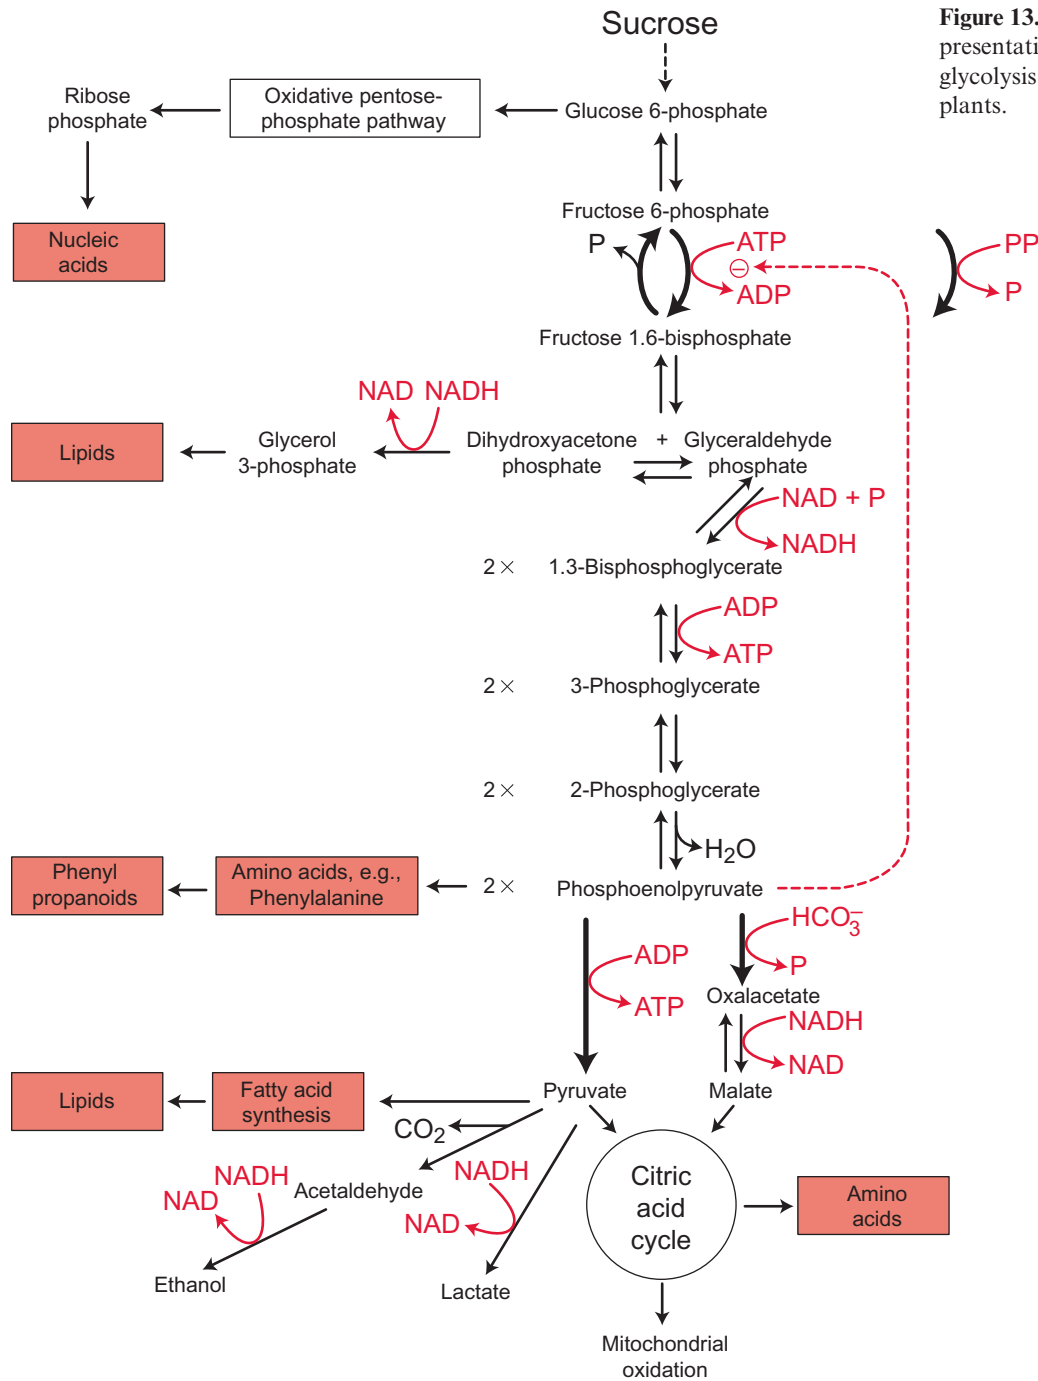 Sucrose
Figure 13.
presentati
glycolysis
plants.
Ribose
phosphate
Oxidative pentose-
phosphate pathway
Glucose 6-phosphate
Nucleic
acids
Fructose 6-phosphate
P
ATP
−
ADP
PP
P
Fructose 1.6-bisphosphate
NAD NADH
Lipids
Glycerol
3-phosphate
Dihydroxyacetone
phosphate
+
Glyceraldehyde
phosphate
NAD + P
NADH
2 × 1.3-Bisphosphoglycerate
ADP
ATP
2 × 3-Phosphoglycerate
2 × 2-Phosphoglycerate
H2O
Phenyl
propanoids
Amino acids, e.g.,
Phenylalanine
2 × Phosphoenolpyruvate
HCO3−
P
ADP
ATP
Oxalacetate
NADH
NAD
Lipids
Fatty acid
synthesis
Pyruvate
Malate
CO2
NADH
NAD
Acetaldehyde
NADH
NAD
Citric
acid
cycle
Amino
acids
Ethanol
Lactate
Mitochondrial
oxidation